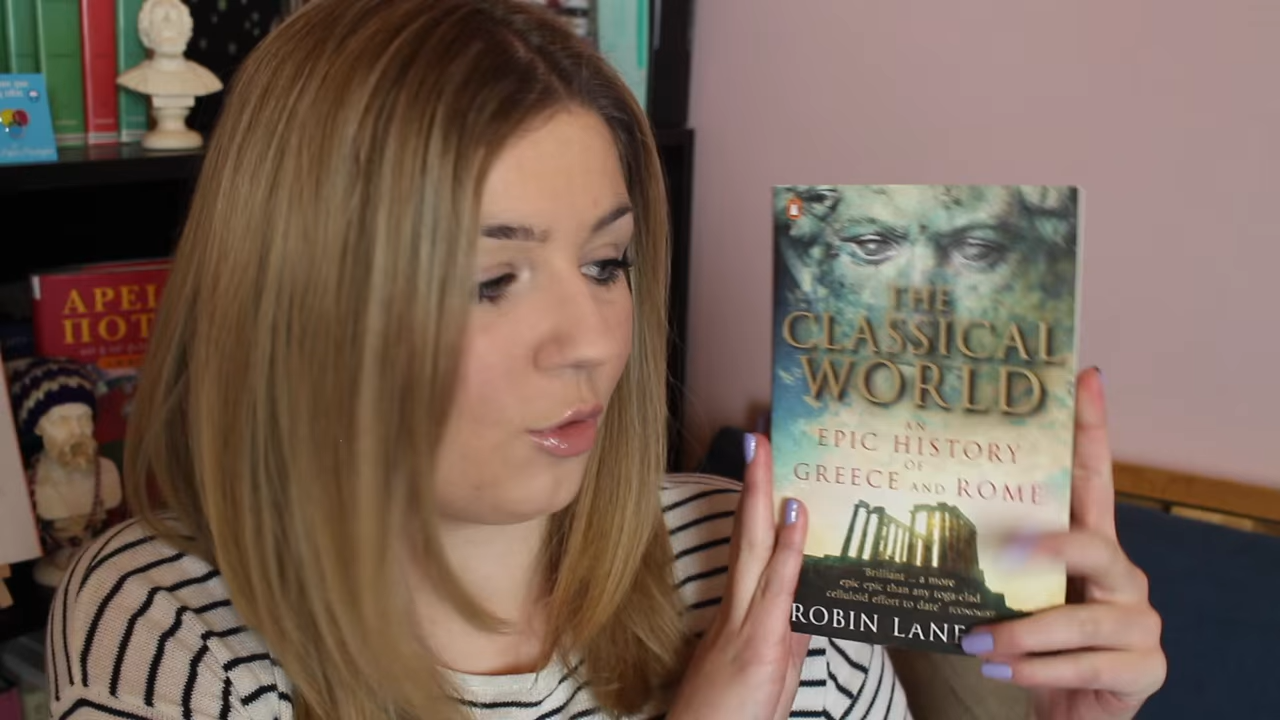 ΑΡΕΙ
ΠΟΤ
THE
CLASSICAL
WORLD
AN
EPIC HISTORY
OF
GREECE AND ROME
'Brilliant ... a more
epic epic than any toga-clad
celluloid effort to date' ECONOMIST
ROBIN LANE